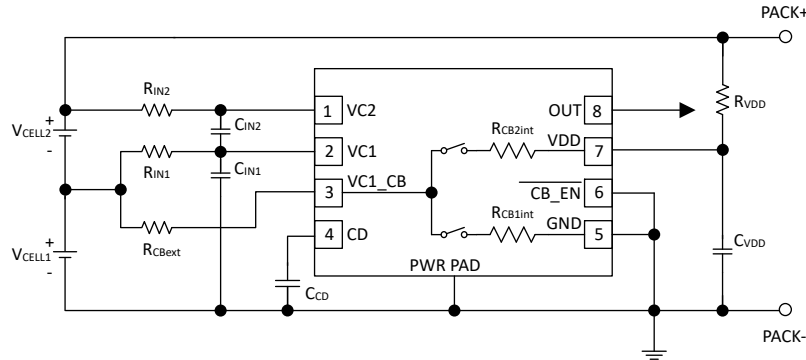 PACK+
RIN2
1 VC2
OUT 8
RVDD
CIN2
RCB2int
VCELL2
+
-
RIN1
2 VC1
VDD 7
CIN1
3 VC1_CB
CB_EN 6
RCBext
RCB1int
4 CD
GND 5
VCELL1
+
-
CVDD
PWR PAD
CCD
PACK-